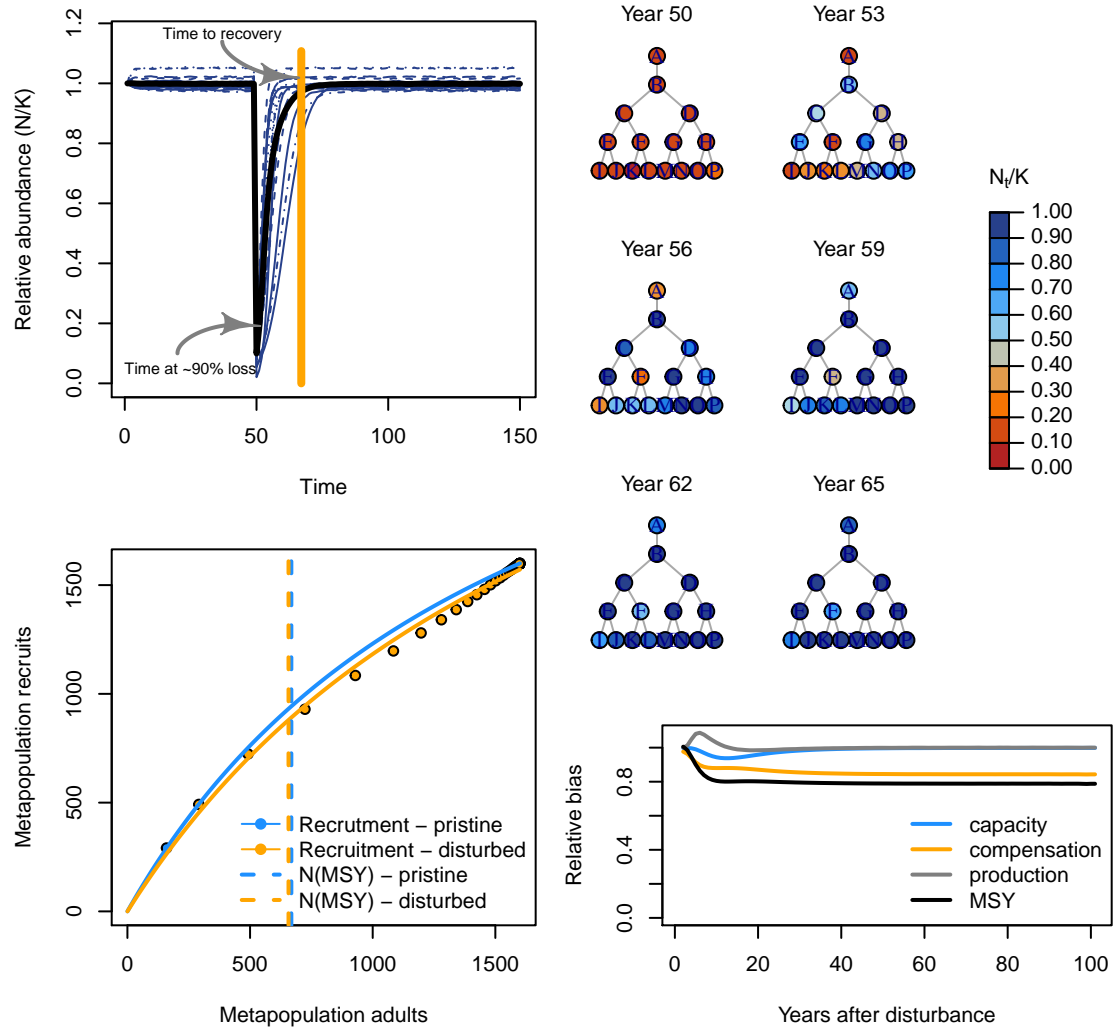 Relative abundance (N/K)
1.2
1.0
0.8
0.6
0.4
0.2
0.0
Time to recovery
Time at ~90% loss
0
50
100
150
Time
Year 50
A
B
D
E F G H
I J K L M N O P
Year 53
A
B
D
E F G H
I J K L M N O P
Year 56
A
B
D
E F G H
I J K L M N O P
Year 59
A
B
D
E F G H
I J K L M N O P
Year 62
A
B
D
E F G H
I J K L M N O P
Year 65
A
B
D
E F G H
I J K L M N O P
Nt/K
1.00
0.90
0.80
0.70
0.60
0.50
0.40
0.30
0.20
0.10
0.00
Metapopulation recruits
1500
1000
500
0
Recrutment – pristine
Recruitment – disturbed
N(MSY) – pristine
N(MSY) – disturbed
0
500
1000
1500
Metapopulation adults
Relative bias
0.8
0.4
0.0
capacity
compensation
production
MSY
0
20
40
60
80
100
Years after disturbance